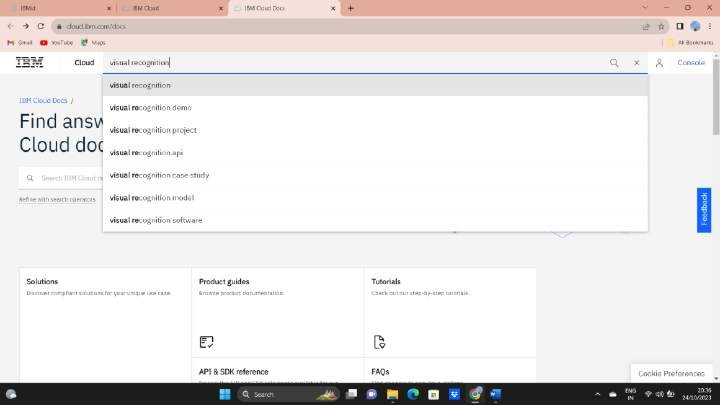 IBMid
IBM Cloud
IBM Cloud Docs
cloud.ibm.com/docs
Gmail
YouTube
Maps
All Bookmarks
IBM
Cloud
visual recognition
Console
visual recognition
visual recognition demo
visual recognition project
visual recognition api
visual recognition case study
visual recognition model
visual recognition software
IBM Cloud Docs /
Find answ
Cloud doc
Search IBM Cloud d
Refine with search operators
Feedback
Solutions
Discover compliant solutions for your unique use case.
Product guides
Browse product documentation.
Tutorials
Check out our step-by-step tutorials.
API & SDK reference
FAQs
Cookie Preferences
Search
ENG
IN
20:36
24/10/2023